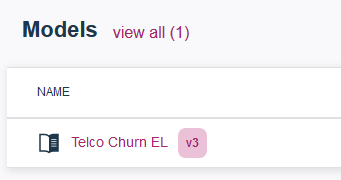 Models view all (1)
NAME
Telco Churn EL v3